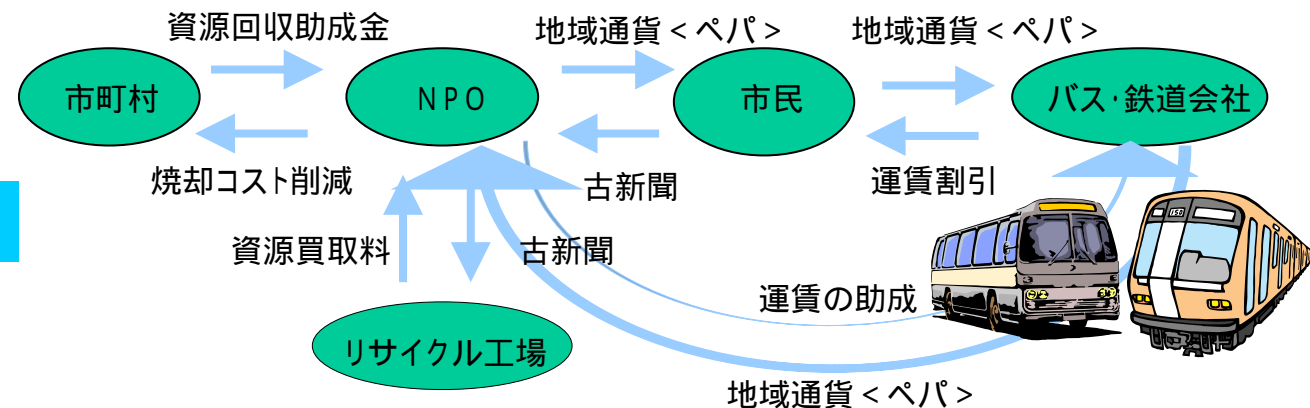 資源回収助成金
地域通貨<ペパ>
地域通貨<ペパ>
市町村
NPO
市民
バス・鉄道会社
焼却コスト削減
古新聞
運賃割引
資源買取料
古新聞
運賃の助成
リサイクル工場
地域通貨<ペパ>
158